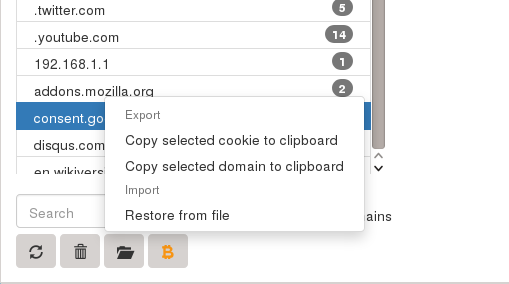 .twitter.com 5
.youtube.com 14
192.168.1.1 1
addons.mozilla.org 2
consent.go
Export
Copy selected cookie to clipboard
disqus.com
Copy selected domain to clipboard
en.wikivers
Import
Search
Restore from file
ains